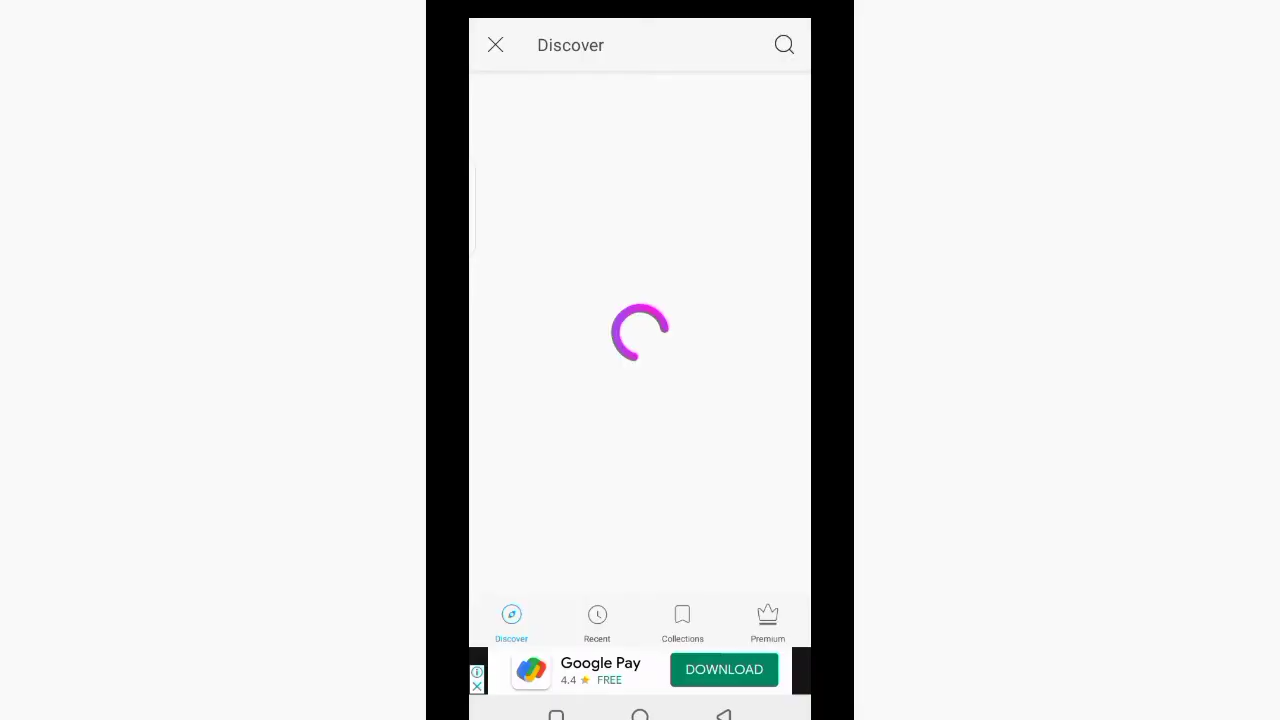 Discover
Discover
Recent
Collections
Premium
Google Pay
4.4 ★ FREE
DOWNLOAD